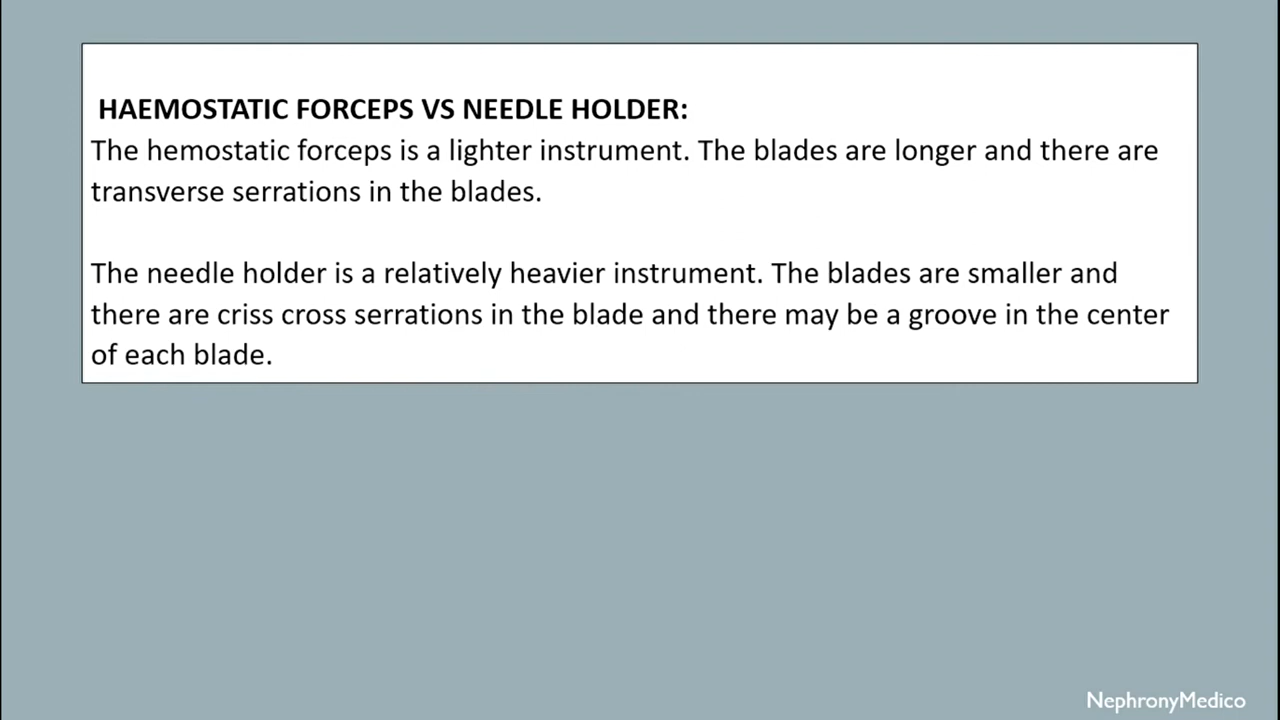 HAEMOSTATIC FORCEPS VS NEEDLE HOLDER:
The hemostatic forceps is a lighter instrument. The blades are longer and there are
transverse serrations in the blades.
The needle holder is a relatively heavier instrument. The blades are smaller and
there are criss cross serrations in the blade and there may be a groove in the center
of each blade.
NephronyMedico